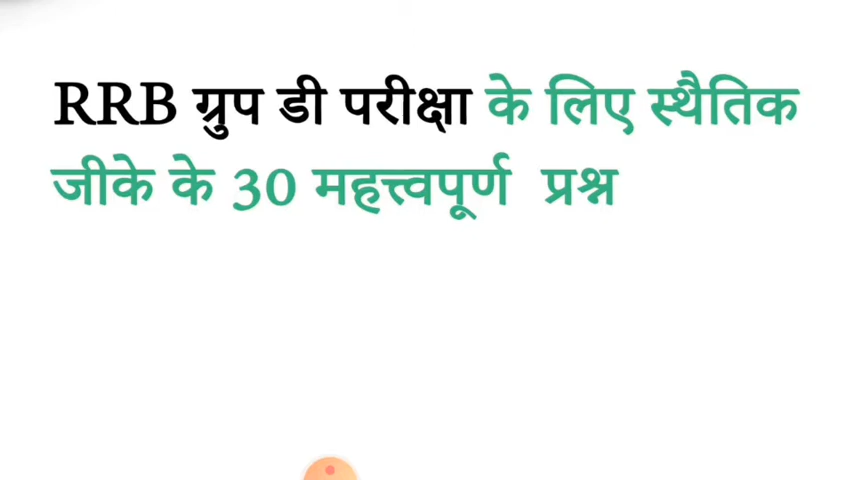 RRB ग्रुप डी परीक्षा के लिए स्थैतिक
जीके के 30 महत्त्वपूर्ण प्रश्न